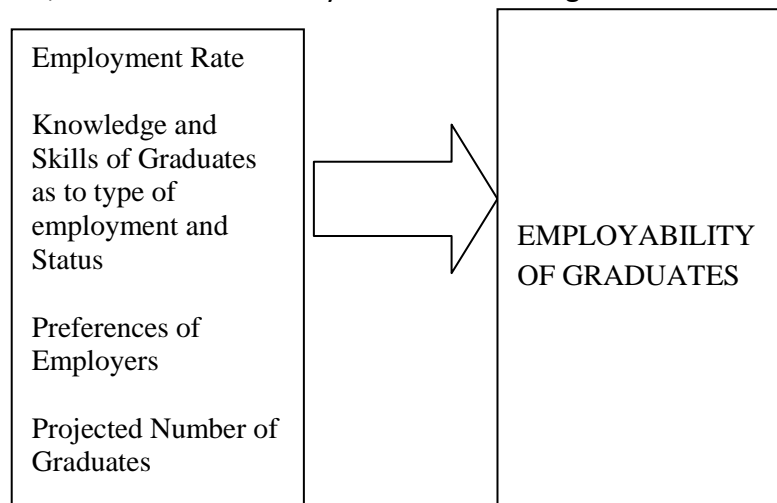 Employment Rate
Knowledge and
Skills of Graduates
as to type of
employment and
Status
Preferences of
Employers
Projected Number of
Graduates
EMPLOYABILITY
OF GRADUATES